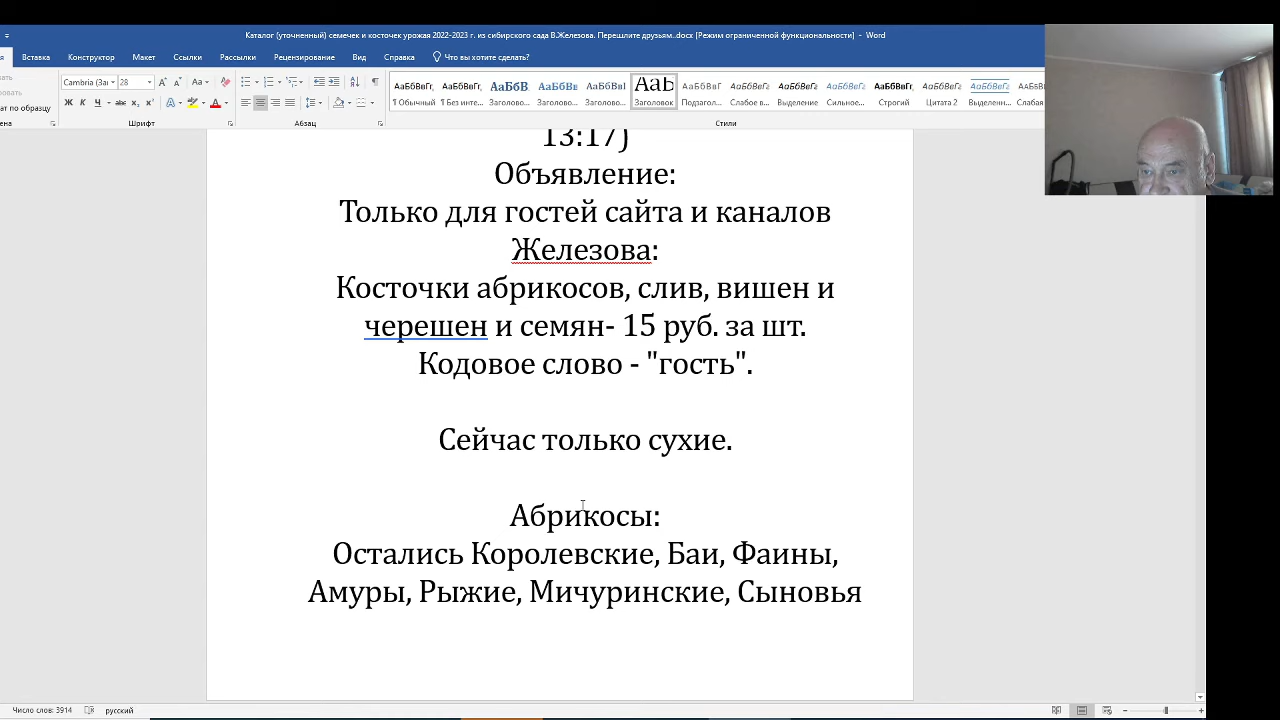 Каталог (уточненный) семечек и косточек урожая 2022-2023 г. из сибирского сада В.Железова. Перешлите друзьям..docx [Режим ограниченной функциональности] - Word
Вставка Конструктор Макет Ссылки Рассылки Рецензирование Вид Справка Что вы хотите сделать?
Cambria (Заг 28
ат по образцу
Шрифт Абзац Стили
¶ Обычный ¶ Без инте... Заголово... Заголово... Заголово... Заголовок Подзагол... Слабое в... Выделение Сильное... Строгий Цитата 2 Выделенн... Слабая
13:17)
Объявление:
Только для гостей сайта и каналов
Железова:
Косточки абрикосов, слив, вишен и
черешен и семян- 15 руб. за шт.
Кодовое слово - "гость".
Сейчас только сухие.
Абрикосы:
Остались Королевские, Баи, Фаины,
Амуры, Рыжие, Мичуринские, Сыновья
Число слов: 3914 русский